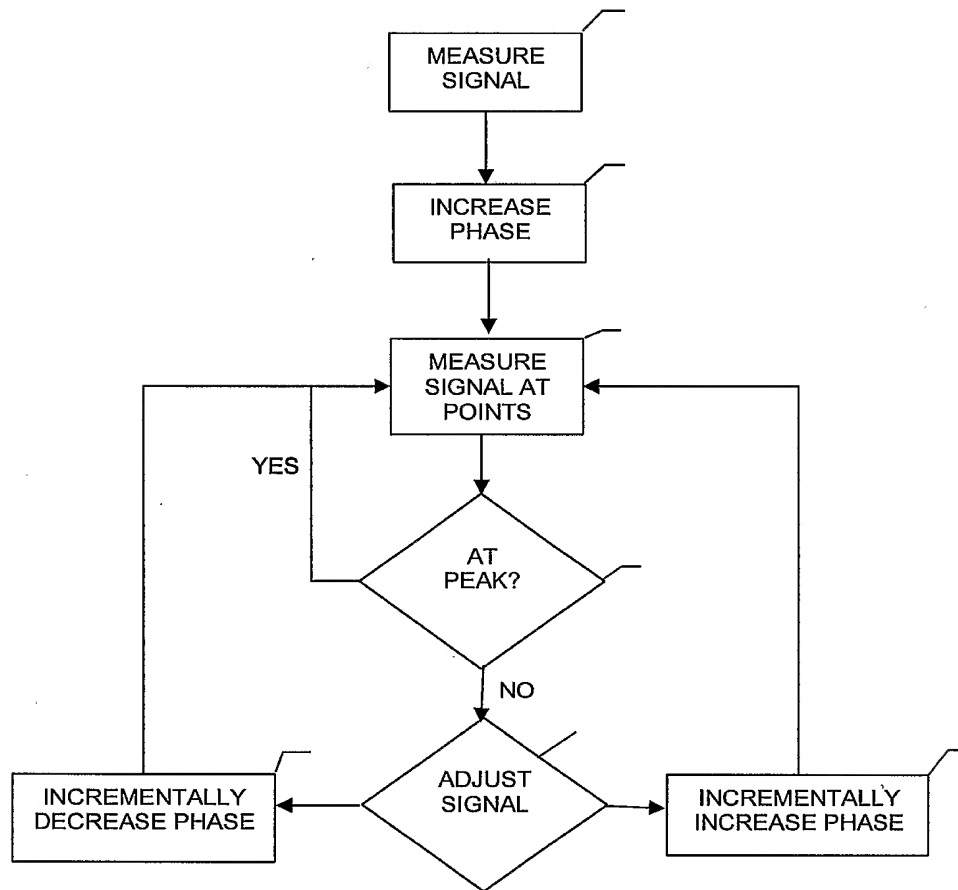 MEASURE
SIGNAL
INCREASE
PHASE
MEASURE
SIGNAL AT
POINTS
YES
AT
PEAK?
NO
ADJUST
SIGNAL
INCREMENTALLY
DECREASE PHASE
INCREMENTALLY
INCREASE PHASE